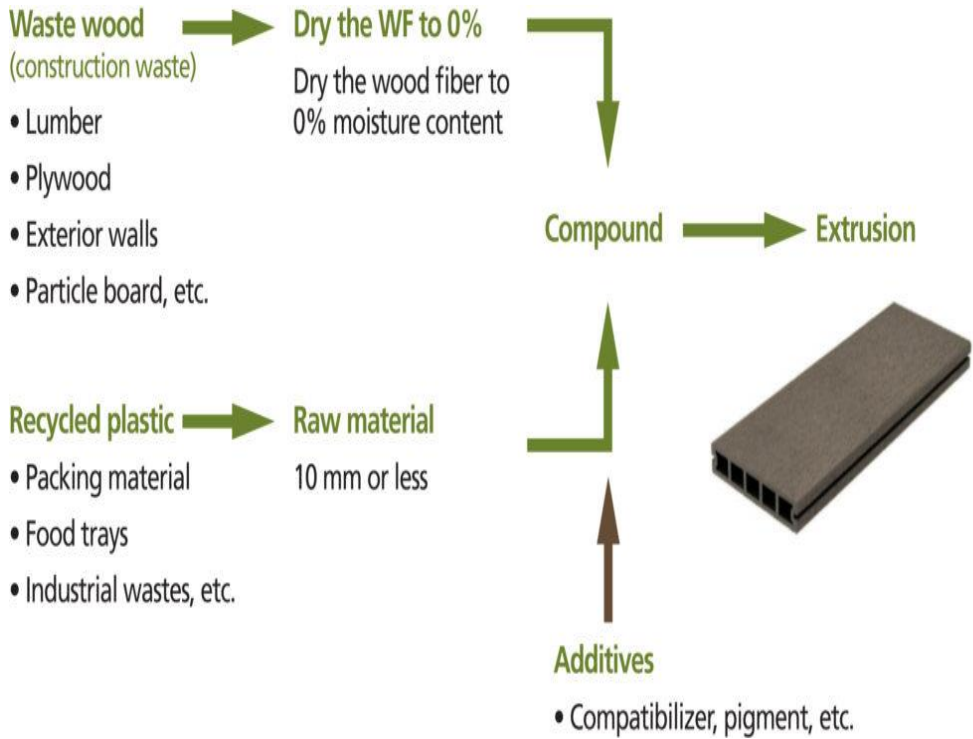 Waste wood
(construction waste)
• Lumber
• Plywood
• Exterior walls
• Particle board, etc.
Dry the WF to 0%
Dry the wood fiber to
0% moisture content
Compound
Extrusion
Recycled plastic
• Packing material
• Food trays
• Industrial wastes, etc.
Raw material
10 mm or less
Additives
• Compatibilizer, pigment, etc.